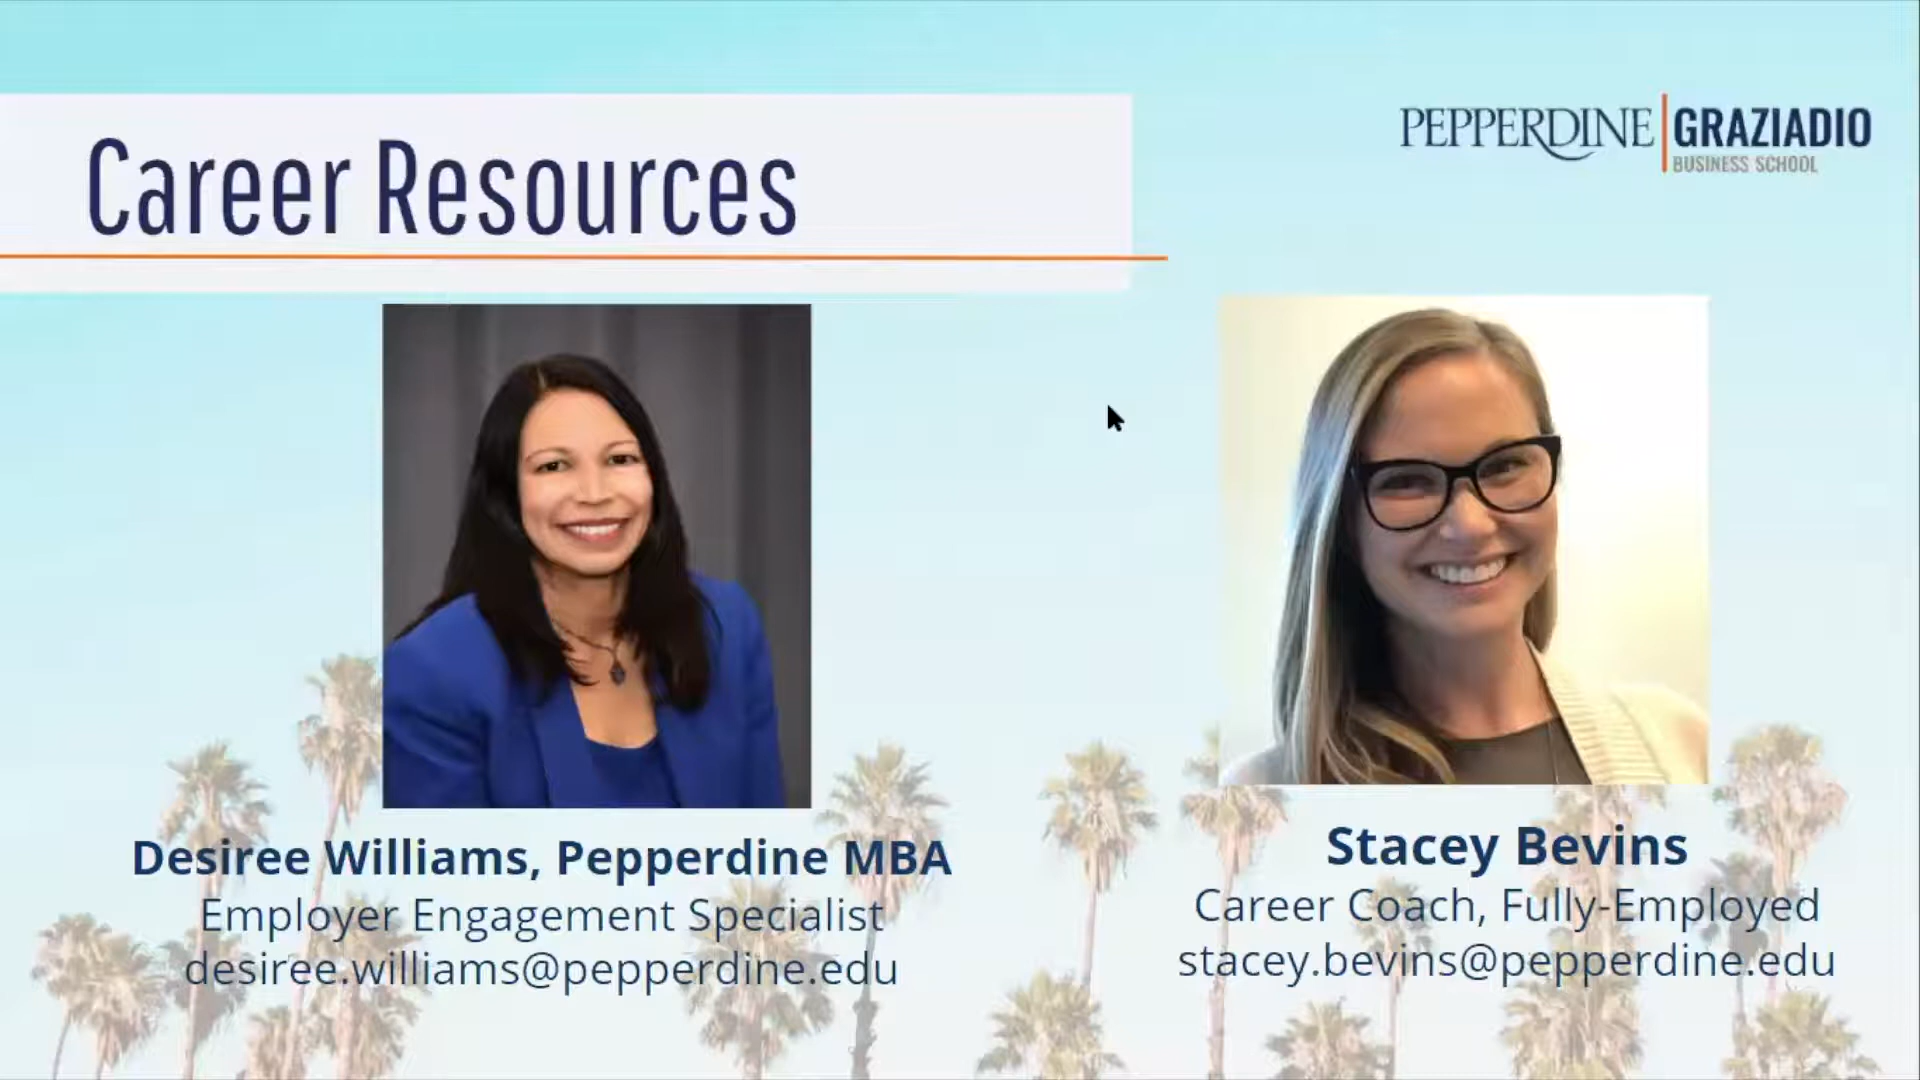 Career Resources
PEPPERDINE GRAZIADIO
BUSINESS SCHOOL
Desiree Williams, Pepperdine MBA
Employer Engagement Specialist
desiree.williams@pepperdine.edu
Stacey Bevins
Career Coach, Fully-Employed
stacey.bevins@pepperdine.edu